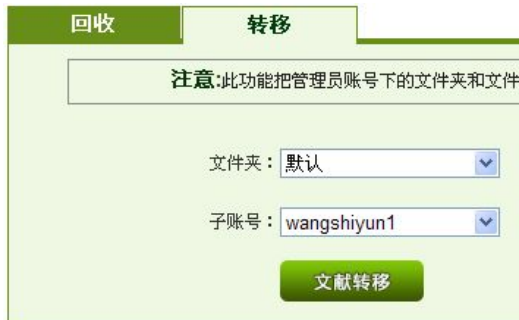 回收 转移
注意:此功能把管理员账号下的文件夹和文件
文件夹：默认
子账号：wangshiyun1
文献转移